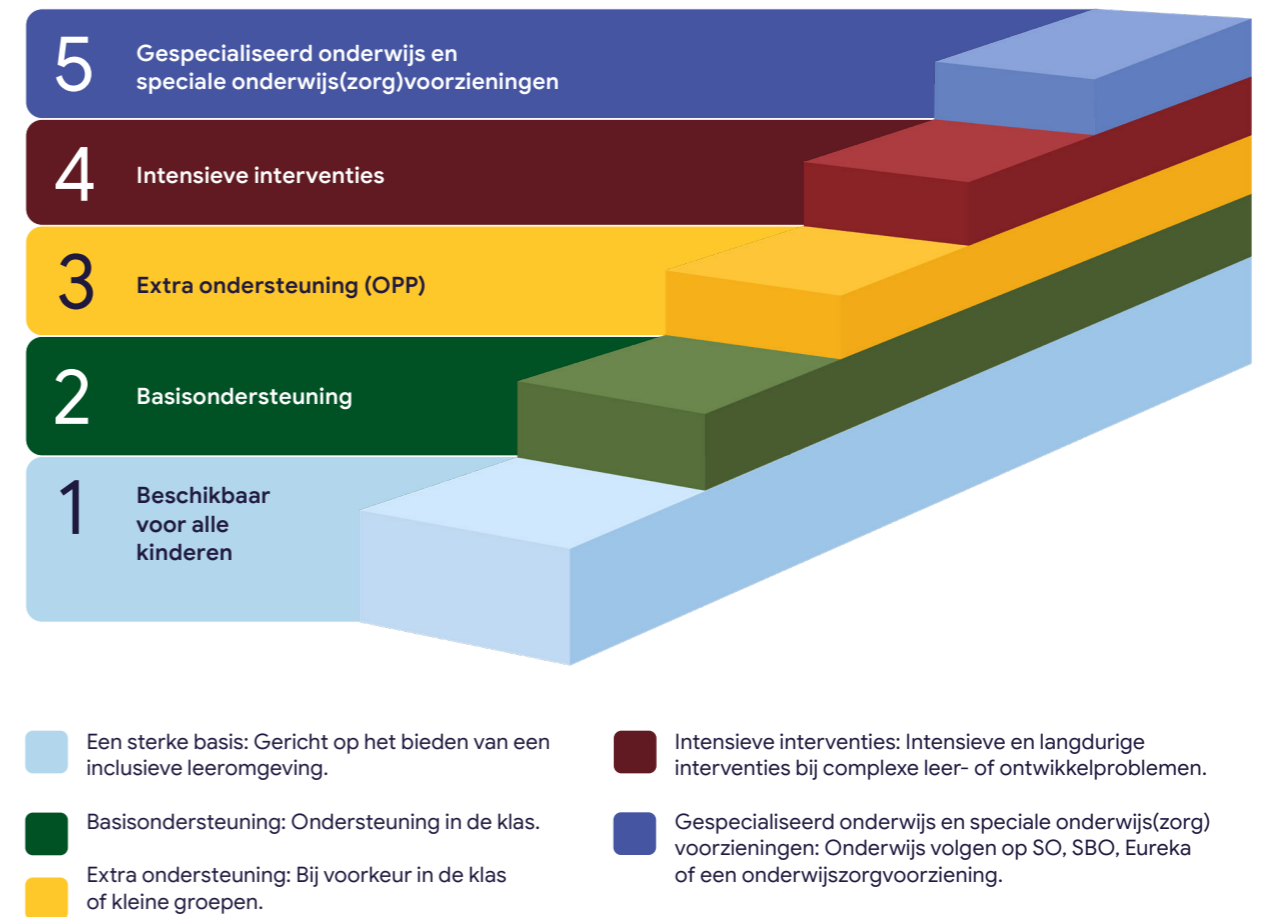 5
Gespecialiseerd onderwijs en
speciale onderwijs(zorg)voorzieningen
4
Intensieve interventies
3
Extra ondersteuning (OPP)
2
Basisondersteuning
1
Beschikbaar
voor alle
kinderen
Een sterke basis: Gericht op het bieden van een
inclusieve leeromgeving.
Basisondersteuning: Ondersteuning in de klas.
Extra ondersteuning: Bij voorkeur in de klas
of kleine groepen.
Intensieve interventies: Intensieve en langdurige
interventies bij complexe leer- of ontwikkelproblemen.
Gespecialiseerd onderwijs en speciale onderwijs(zorg)
voorzieningen: Onderwijs volgen op SO, SBO, Eureka
of een onderwijszorgvoorziening.